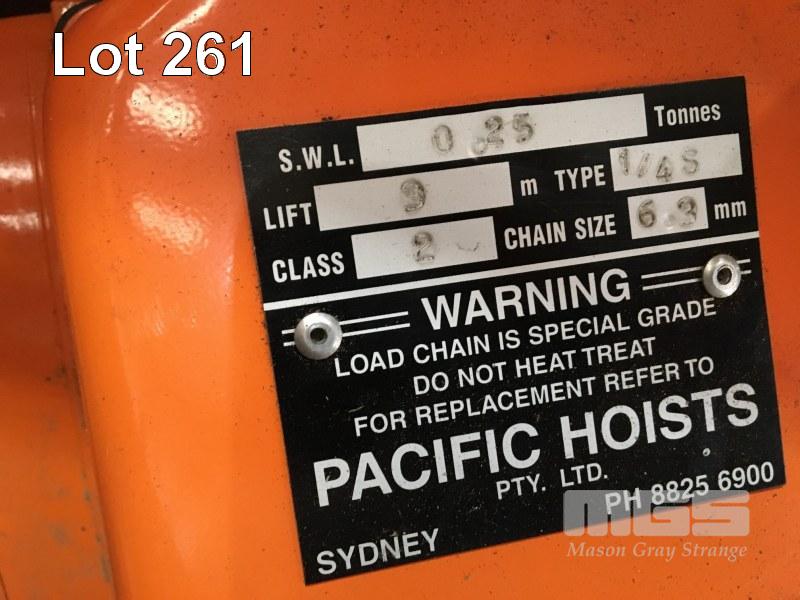 Lot 261
S.W.L. 0.25 Tonnes
LIFT 9 m TYPE 1/4S
CLASS 2 CHAIN SIZE 6.3 mm
WARNING
LOAD CHAIN IS SPECIAL GRADE
DO NOT HEAT TREAT
FOR REPLACEMENT REFER TO
PACIFIC HOISTS
PTY. LTD.
SYDNEY PH 8825 6900
MGS
Mason Gray Strange